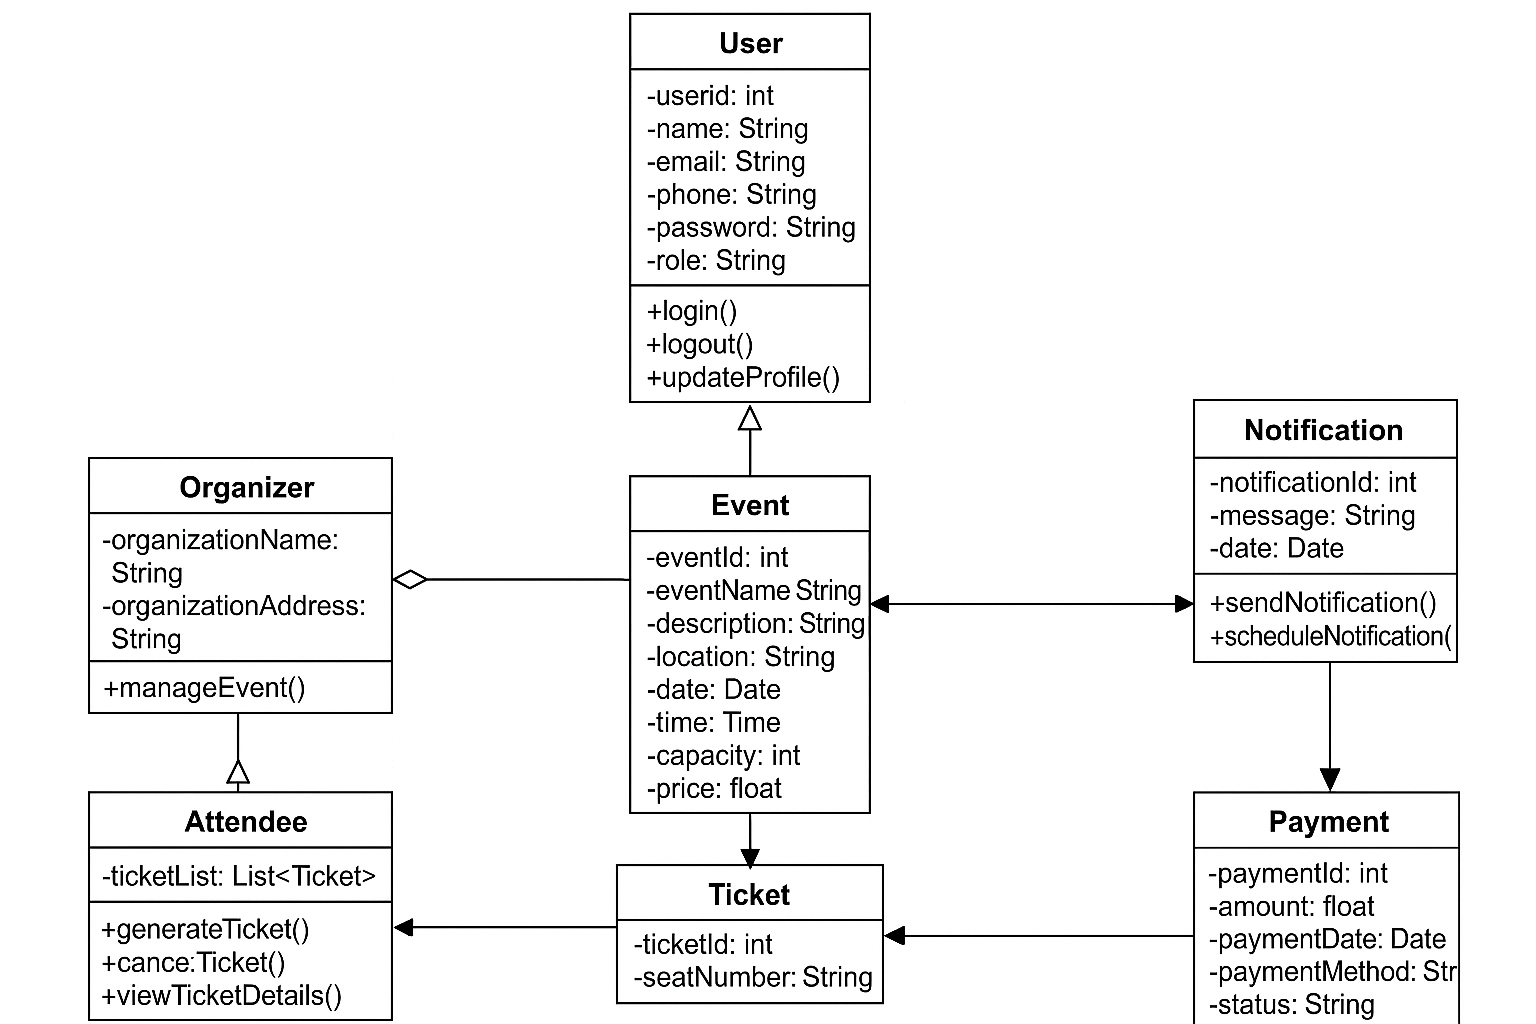 User
-userid: int
-name: String
-email: String
-phone: String
-password: String
-role: String
+login()
+logout()
+updateProfile()
Organizer
-organizationName:
String
-organizationAddress:
String
+manageEvent()
Event
-eventId: int
-eventName String
-description: String
-location: String
-date: Date
-time: Time
-capacity: int
-price: float
Notification
-notificationId: int
-message: String
-date: Date
+sendNotification()
+scheduleNotification(
Attendee
-ticketList: List<Ticket>
+generateTicket()
+cance:Ticket()
+viewTicketDetails()
Ticket
-ticketId: int
-seatNumber: String
Payment
-paymentId: int
-amount: float
-paymentDate: Date
-paymentMethod: Str
-status: String